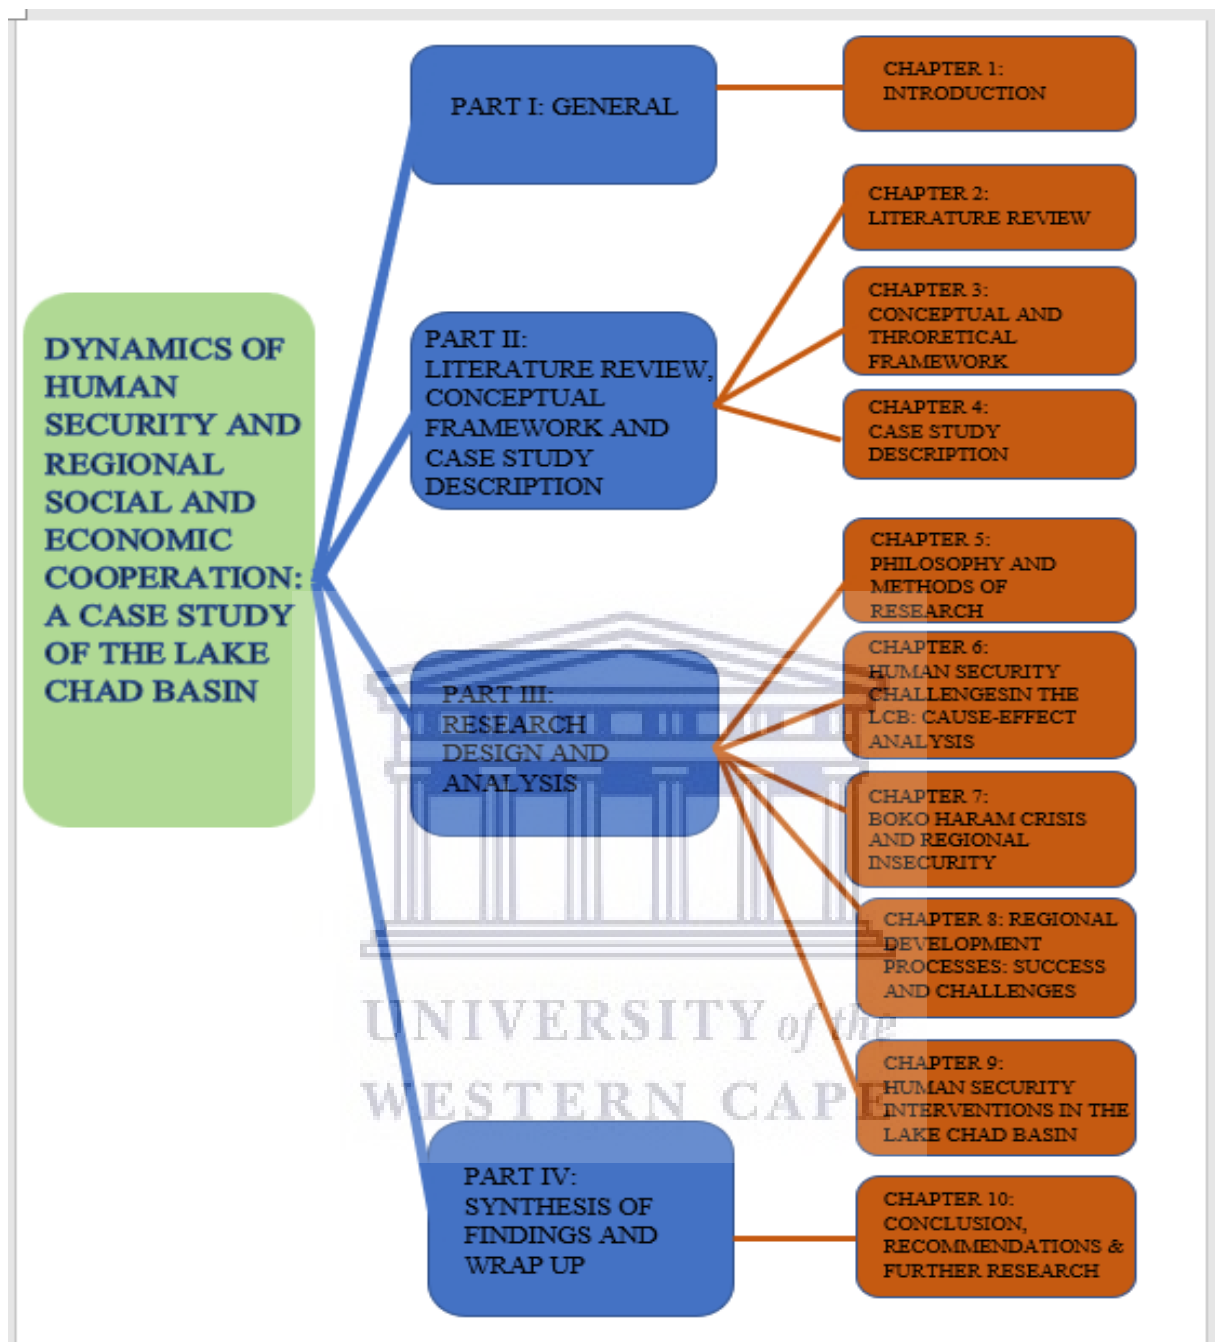 DYNAMICS OF
HUMAN
SECURITY AND
REGIONAL
SOCIAL AND
ECONOMIC
COOPERATION:
A CASE STUDY
OF THE LAKE
CHAD BASIN
PART I: GENERAL
CHAPTER 1:
INTRODUCTION
PART II:
LITERATURE REVIEW,
CONCEPTUAL
FRAMEWORK AND
CASE STUDY
DESCRIPTION
CHAPTER 2:
LITERATURE REVIEW
CHAPTER 3:
CONCEPTUAL AND
THRORETICAL
FRAMEWORK
CHAPTER 4:
CASE STUDY
DESCRIPTION
PART III:
RESEARCH
DESIGN AND
ANALYSIS
CHAPTER 5:
PHILOSOPHY AND
METHODS OF
RESEARCH
CHAPTER 6:
HUMAN SECURITY
CHALLENGESIN THE
LCB: CAUSE-EFFECT
ANALYSIS
CHAPTER 7:
BOKO HARAM CRISIS
AND REGIONAL
INSECURITY
CHAPTER 8: REGIONAL
DEVELOPMENT
PROCESSES: SUCCESS
AND CHALLENGES
CHAPTER 9:
HUMAN SECURITY
INTERVENTIONS IN THE
LAKE CHAD BASIN
PART IV:
SYNTHESIS OF
FINDINGS AND
WRAP UP
CHAPTER 10:
CONCLUSION,
RECOMMENDATIONS &
FURTHER RESEARCH
UNIVERSITY of the
WESTERN CAPE